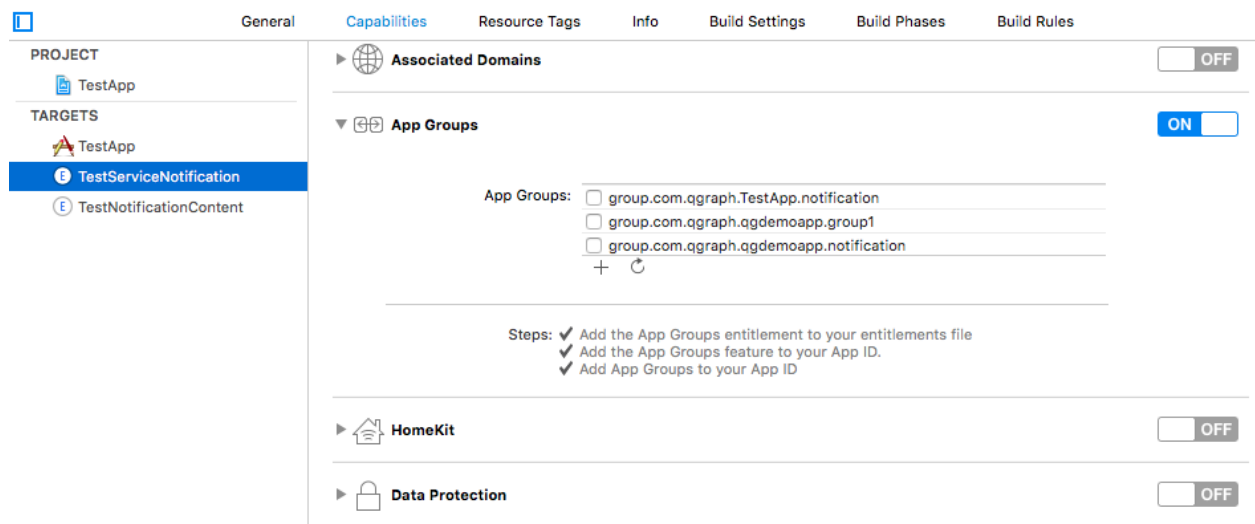 General Capabilities Resource Tags Info Build Settings Build Phases Build Rules
PROJECT
TestApp
TARGETS
TestApp
E TestServiceNotification
E TestNotificationContent
Associated Domains OFF
App Groups ON
App Groups: group.com.qgraph.TestApp.notification
group.com.qgraph.qgdemoapp.group1
group.com.qgraph.qgdemoapp.notification
Steps: ✔ Add the App Groups entitlement to your entitlements file
✔ Add the App Groups feature to your App ID.
✔ Add App Groups to your App ID
HomeKit OFF
Data Protection OFF